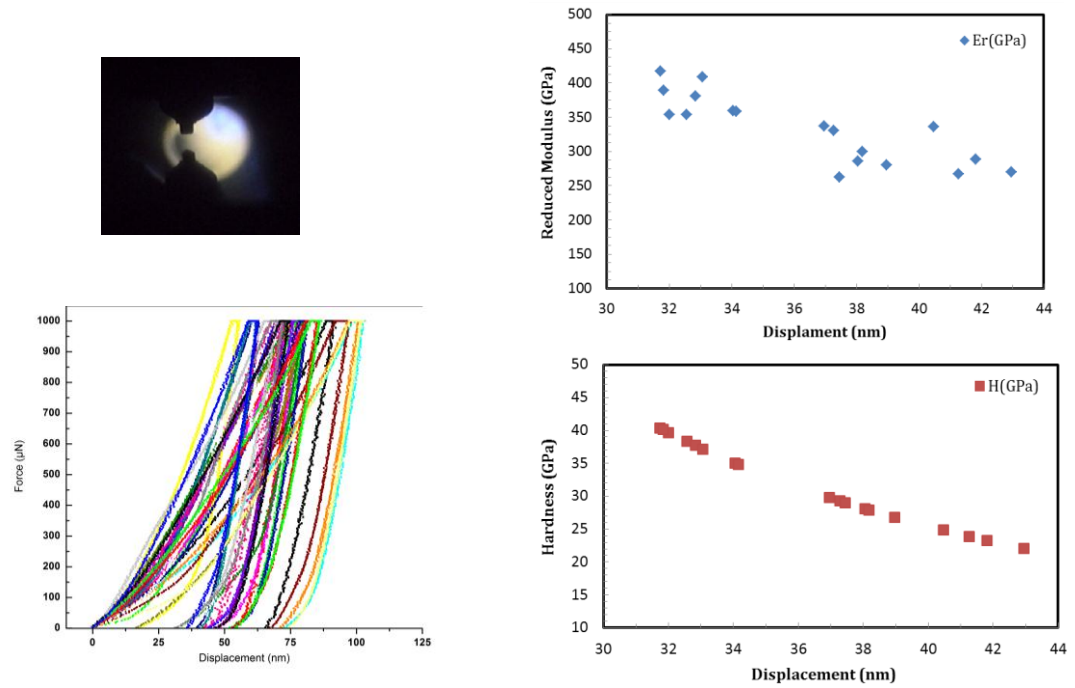 500
450
400
350
300
250
200
150
100
Reduced Modulus (GPa)
Er(GPa)
30 32 34 36 38 40 42 44
Displament (nm)
1000
900
800
700
600
500
400
300
200
100
0
Force (µN)
0 25 50 75 100 125
Displacement (nm)
50
45
40
35
30
25
20
15
10
Hardness (GPa)
H(GPa)
30 32 34 36 38 40 42 44
Displacement (nm)